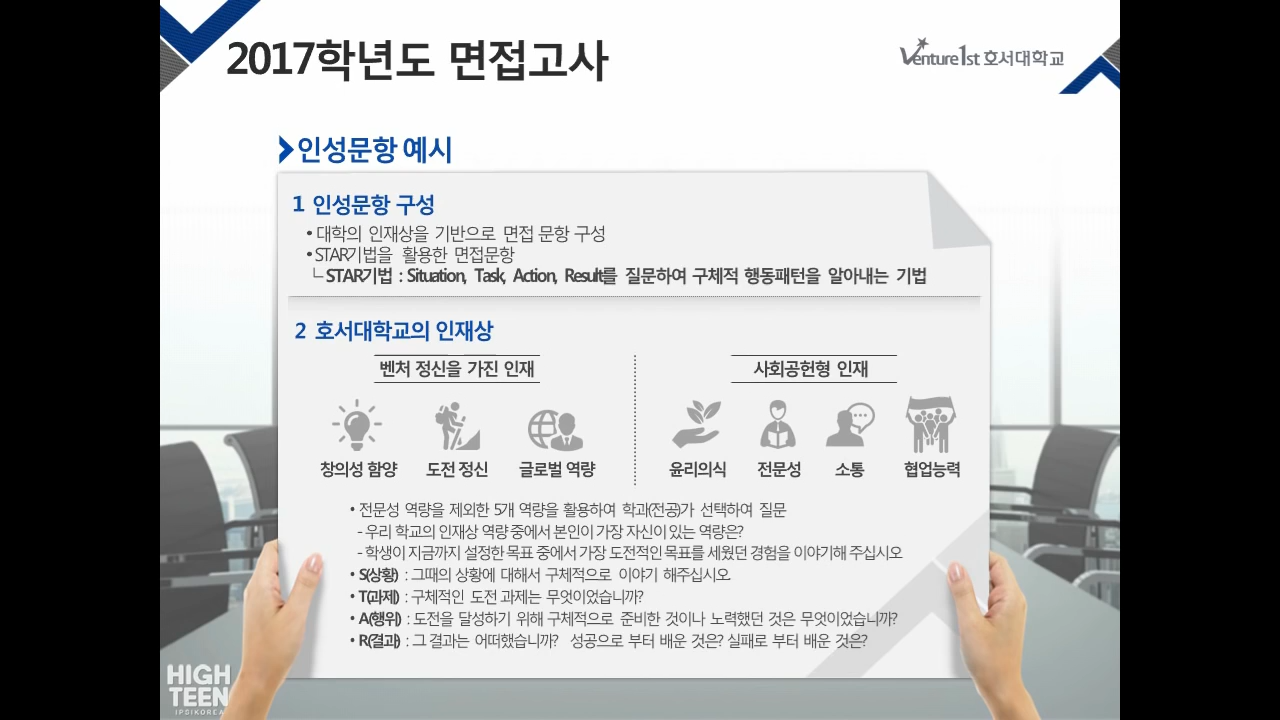 2017학년도 면접고사
Venture 1st 호서대학교
인성문항 예시
1 인성문항 구성
• 대학의 인재상을 기반으로 면접 문항 구성
• STAR기법을 활용한 면접문항
└ STAR기법 : Situation, Task, Action, Result를 질문하여 구체적 행동패턴을 알아내는 기법
2 호서대학교의 인재상
벤처 정신을 가진 인재
창의성 함양 도전 정신 글로벌 역량
사회공헌형 인재
윤리의식 전문성 소통 협업능력
• 전문성 역량을 제외한 5개 역량을 활용하여 학과(전공)가 선택하여 질문
- 우리 학교의 인재상 역량 중에서 본인이 가장 자신이 있는 역량은?
- 학생이 지금까지 설정한 목표 중에서 가장 도전적인 목표를 세웠던 경험을 이야기해 주십시오
• S(상황) : 그때의 상황에 대해서 구체적으로 이야기 해주십시오.
• T(과제) : 구체적인 도전 과제는 무엇이었습니까?
• A(행위) : 도전을 달성하기 위해 구체적으로 준비한 것이나 노력했던 것은 무엇이었습니까?
• R(결과) : 그 결과는 어떠했습니까? 성공으로 부터 배운 것은? 실패로 부터 배운 것은?
HIGH
TEEN
IPSIKOREA